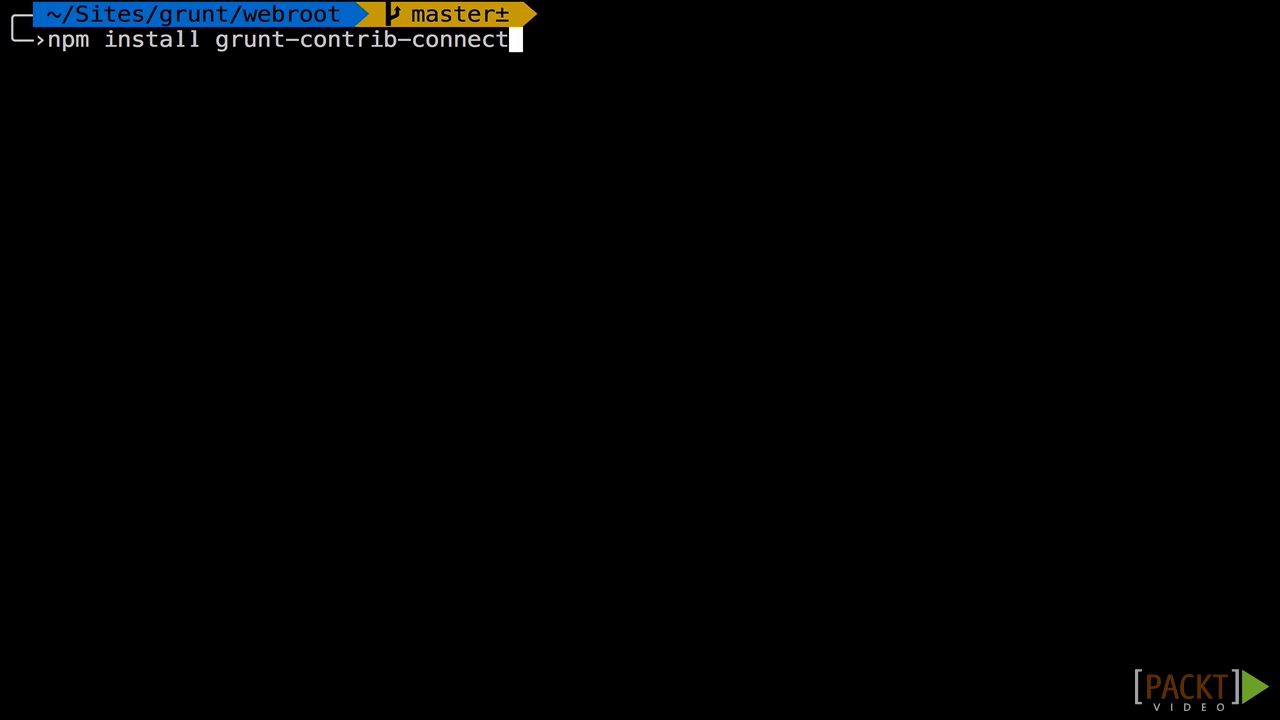 ~/Sites/grunt/webroot master±
›npm install grunt-contrib-connect
[PACKT]
VIDEO